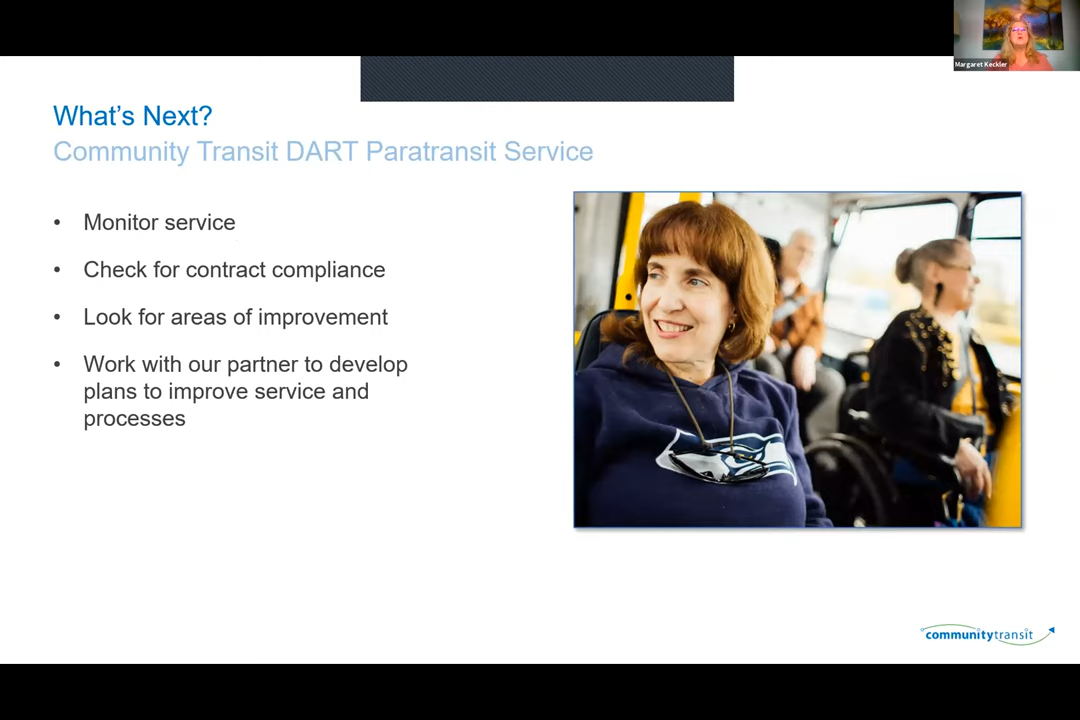 Margaret Keckler
What's Next?
Community Transit DART Paratransit Service
• Monitor service
• Check for contract compliance
• Look for areas of improvement
• Work with our partner to develop
plans to improve service and
processes
communitytransit